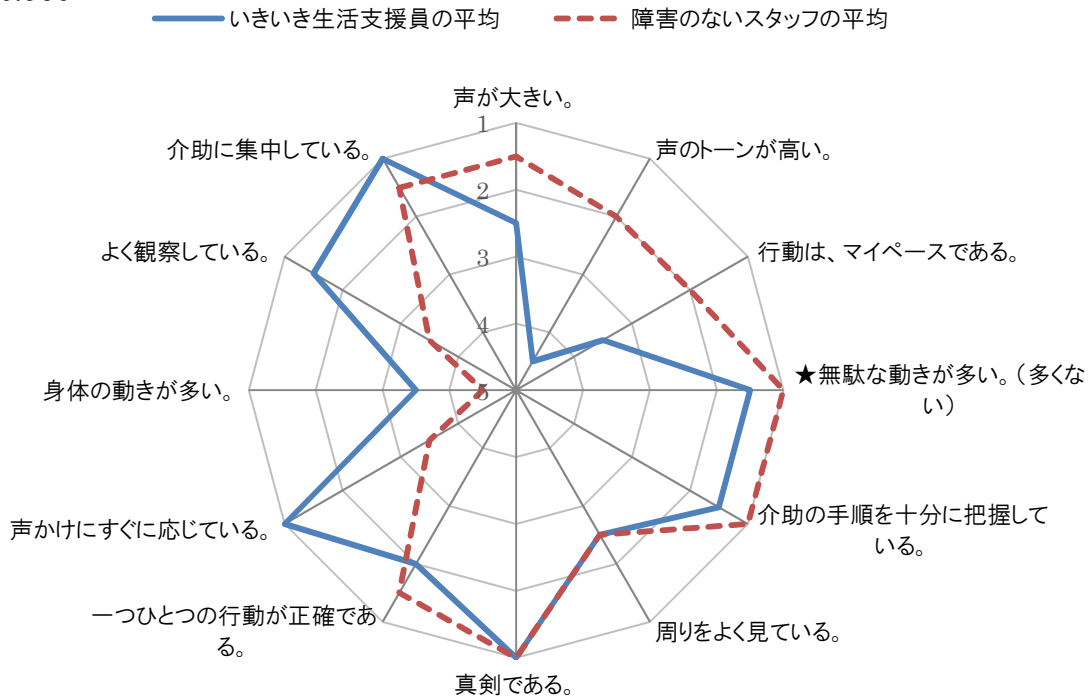 いきいき生活支援員の平均
障害のないスタッフの平均
声が大きい。
1
介助に集中している。
声のトーンが高い。
2
よく観察している。
行動は、マイペースである。
3
4
身体の動きが多い。
5
★無駄な動きが多い。（多くな
い）
声かけにすぐに応じている。
介助の手順を十分に把握して
いる。
一つひとつの行動が正確であ
る。
周りをよく見ている。
真剣である。